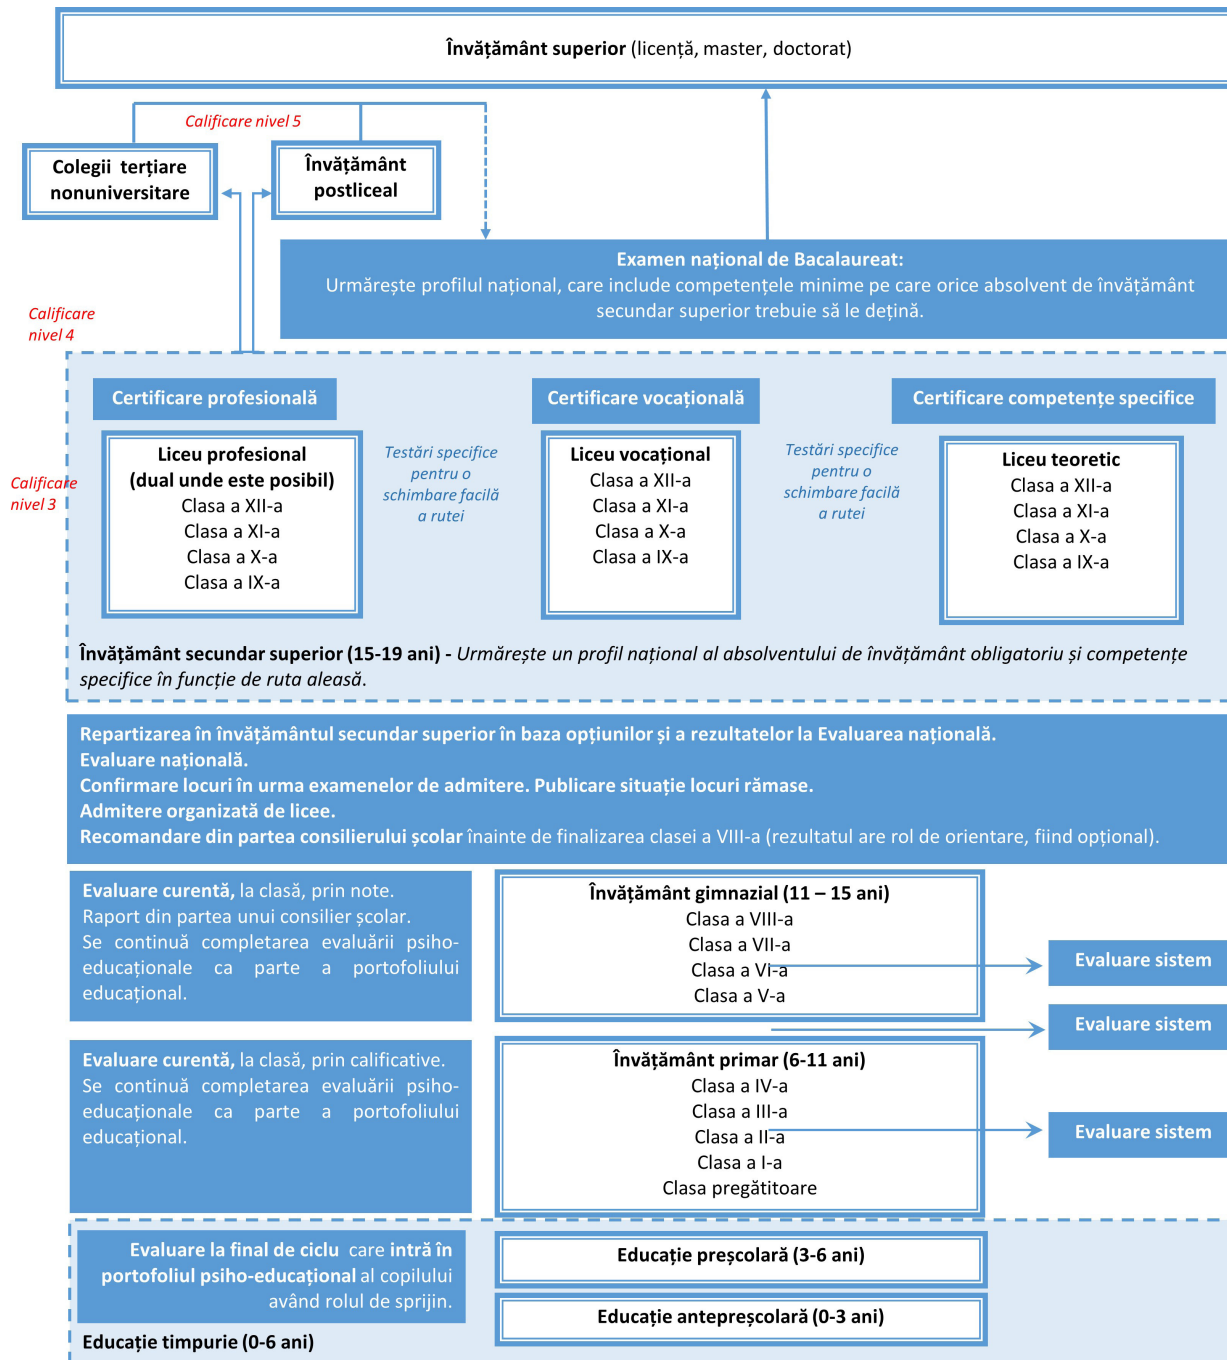 Învățământ superior (licență, master, doctorat)
Calificare nivel 5
Colegii terțiare
nonuniversitare
Învățământ
postliceal
Examen național de Bacalaureat:
Urmărește profilul național, care include competențele minime pe care orice absolvent de învățământ
secundar superior trebuie să le dețină.
Calificare
nivel 4
Certificare profesională
Certificare vocațională
Certificare competențe specifice
Liceu profesional
(dual unde este posibil)
Clasa a XII-a
Clasa a XI-a
Clasa a X-a
Clasa a IX-a
Testări specifice
pentru o
schimbare facilă
a rutei
Liceu vocațional
Clasa a XII-a
Clasa a XI-a
Clasa a X-a
Clasa a IX-a
Testări specifice
pentru o
schimbare facilă
a rutei
Liceu teoretic
Clasa a XII-a
Clasa a XI-a
Clasa a X-a
Clasa a IX-a
Calificare
nivel 3
Învățământ secundar superior (15-19 ani) - Urmărește un profil național al absolventului de învățământ obligatoriu și competențe
specifice în funcție de ruta aleasă.
Repartizarea în învățământul secundar superior în baza opțiunilor și a rezultatelor la Evaluarea națională.
Evaluare națională.
Confirmare locuri în urma examenelor de admitere. Publicare situație locuri rămase.
Admitere organizată de licee.
Recomandare din partea consilierului școlar înainte de finalizarea clasei a VIII-a (rezultatul are rol de orientare, fiind opțional).
Evaluare curentă, la clasă, prin note.
Raport din partea unui consilier școlar.
Se continuă completarea evaluării psiho-
educaționale ca parte a portofoliului
educațional.
Învățământ gimnazial (11 – 15 ani)
Clasa a VIII-a
Clasa a VII-a
Clasa a VI-a
Clasa a V-a
Evaluare sistem
Evaluare sistem
Evaluare curentă, la clasă, prin calificative.
Se continuă completarea evaluării psiho-
educaționale ca parte a portofoliului
educațional.
Învățământ primar (6-11 ani)
Clasa a IV-a
Clasa a III-a
Clasa a II-a
Clasa a I-a
Clasa pregătitoare
Evaluare sistem
Evaluare la final de ciclu care intră în
portofoliul psiho-educațional al copilului
având rolul de sprijin.
Educație preșcolară (3-6 ani)
Educație antepreșcolară (0-3 ani)
Educație timpurie (0-6 ani)